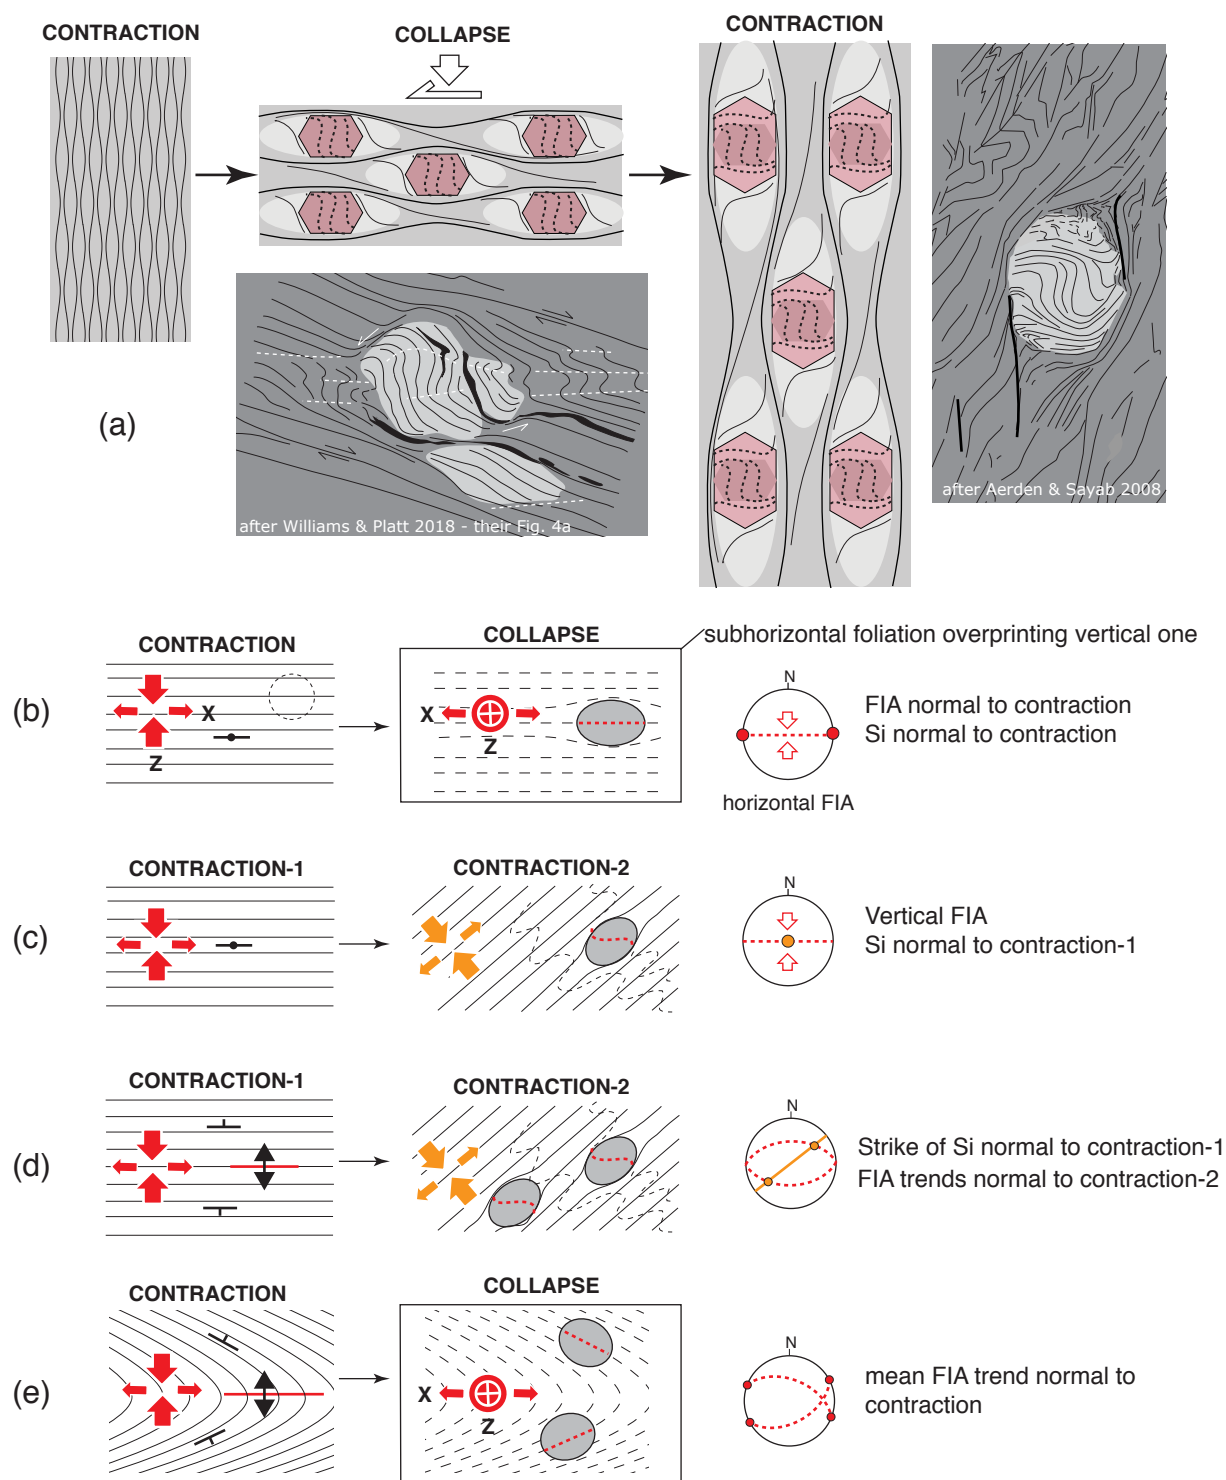 CONTRACTION
COLLAPSE
CONTRACTION
(a)
after Williams & Platt 2018 - their Fig. 4a
after Aerden & Sayab 2008
(b)
CONTRACTION
X
Z
COLLAPSE
X
Z
subhorizontal foliation overprinting vertical one
N
horizontal FIA
FIA normal to contraction
Si normal to contraction
(c)
CONTRACTION-1
CONTRACTION-2
N
Vertical FIA
Si normal to contraction-1
(d)
CONTRACTION-1
CONTRACTION-2
N
Strike of Si normal to contraction-1
FIA trends normal to contraction-2
(e)
CONTRACTION
COLLAPSE
X
Z
N
mean FIA trend normal to
contraction